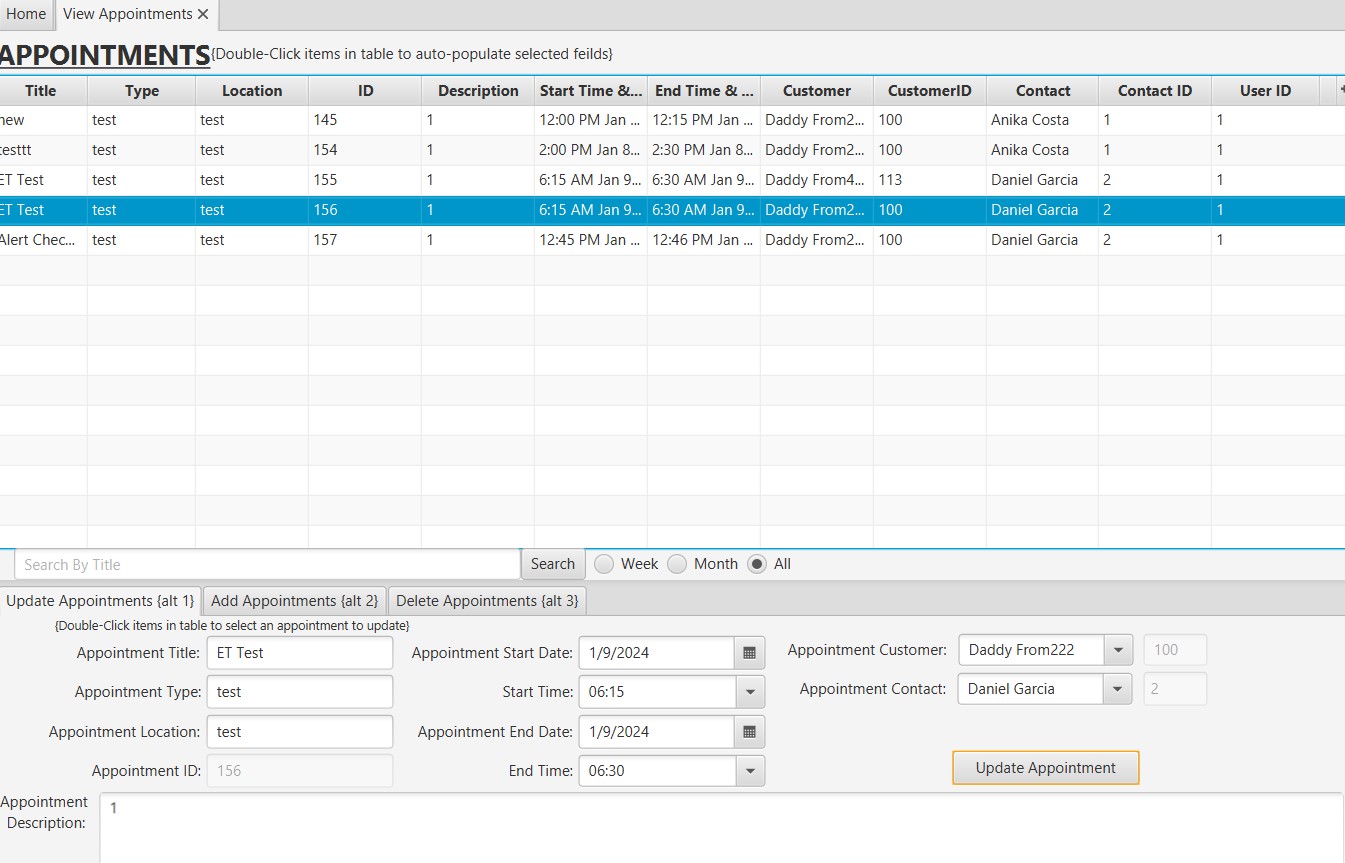 Home View Appointments ✕
APPOINTMENTS {Double-Click items in table to auto-populate selected feilds}
Title Type Location ID Description Start Time &... End Time & ... Customer CustomerID Contact Contact ID User ID
new test test 145 1 12:00 PM Jan ... 12:15 PM Jan ... Daddy From2... 100 Anika Costa 1 1
testtt test test 154 1 2:00 PM Jan 8... 2:30 PM Jan 8... Daddy From2... 100 Anika Costa 1 1
ET Test test test 155 1 6:15 AM Jan 9... 6:30 AM Jan 9... Daddy From4... 113 Daniel Garcia 2 1
ET Test test test 156 1 6:15 AM Jan 9... 6:30 AM Jan 9... Daddy From2... 100 Daniel Garcia 2 1
Alert Chec... test test 157 1 12:45 PM Jan ... 12:46 PM Jan ... Daddy From2... 100 Daniel Garcia 2 1
Search By Title Search Week Month All
Update Appointments {alt 1} Add Appointments {alt 2} Delete Appointments {alt 3}
{Double-Click items in table to select an appointment to update}
Appointment Title: ET Test Appointment Start Date: 1/9/2024 Appointment Customer: Daddy From222 100
Appointment Type: test Start Time: 06:15 Appointment Contact: Daniel Garcia 2
Appointment Location: test Appointment End Date: 1/9/2024
Appointment ID: 156 End Time: 06:30 Update Appointment
Appointment
Description: 1